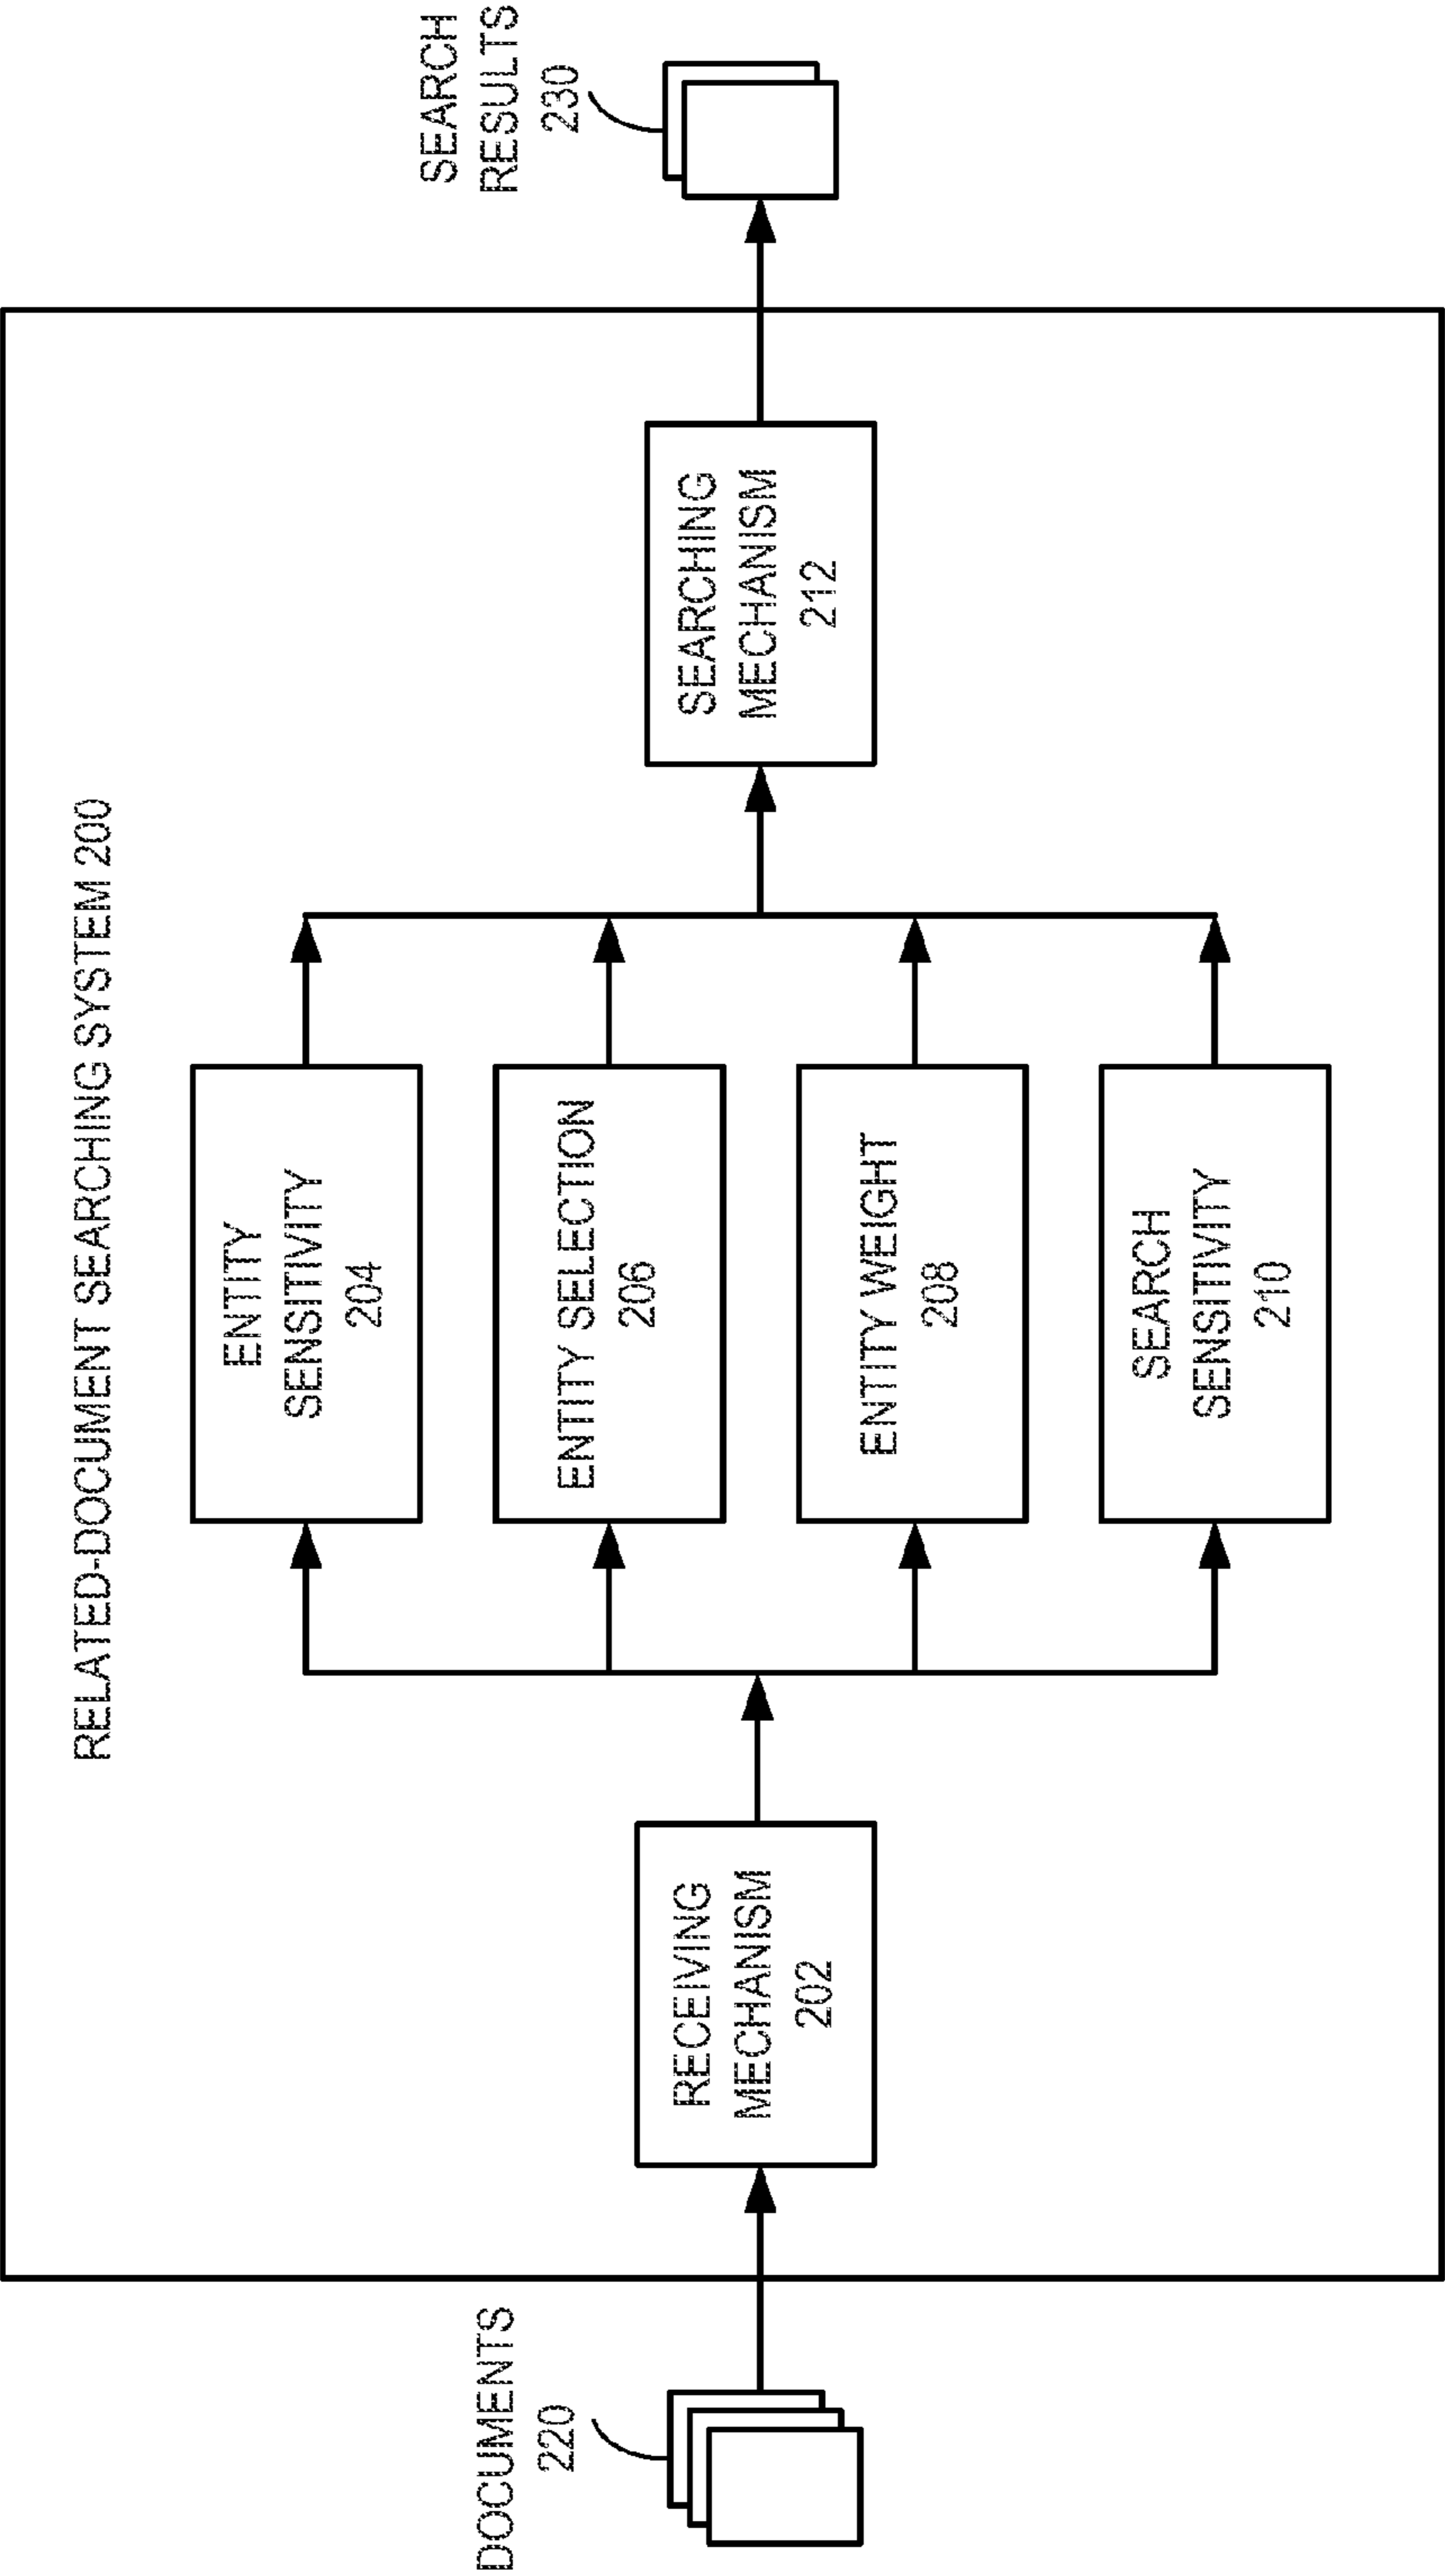 RELATED-DOCUMENT SEARCHING SYSTEM 200
DOCUMENTS
220
RECEIVING
MECHANISM
202
ENTITY
SENSITIVITY
204
ENTITY SELECTION
206
ENTITY WEIGHT
208
SEARCH
SENSITIVITY
210
SEARCHING
MECHANISM
212
SEARCH
RESULTS
230